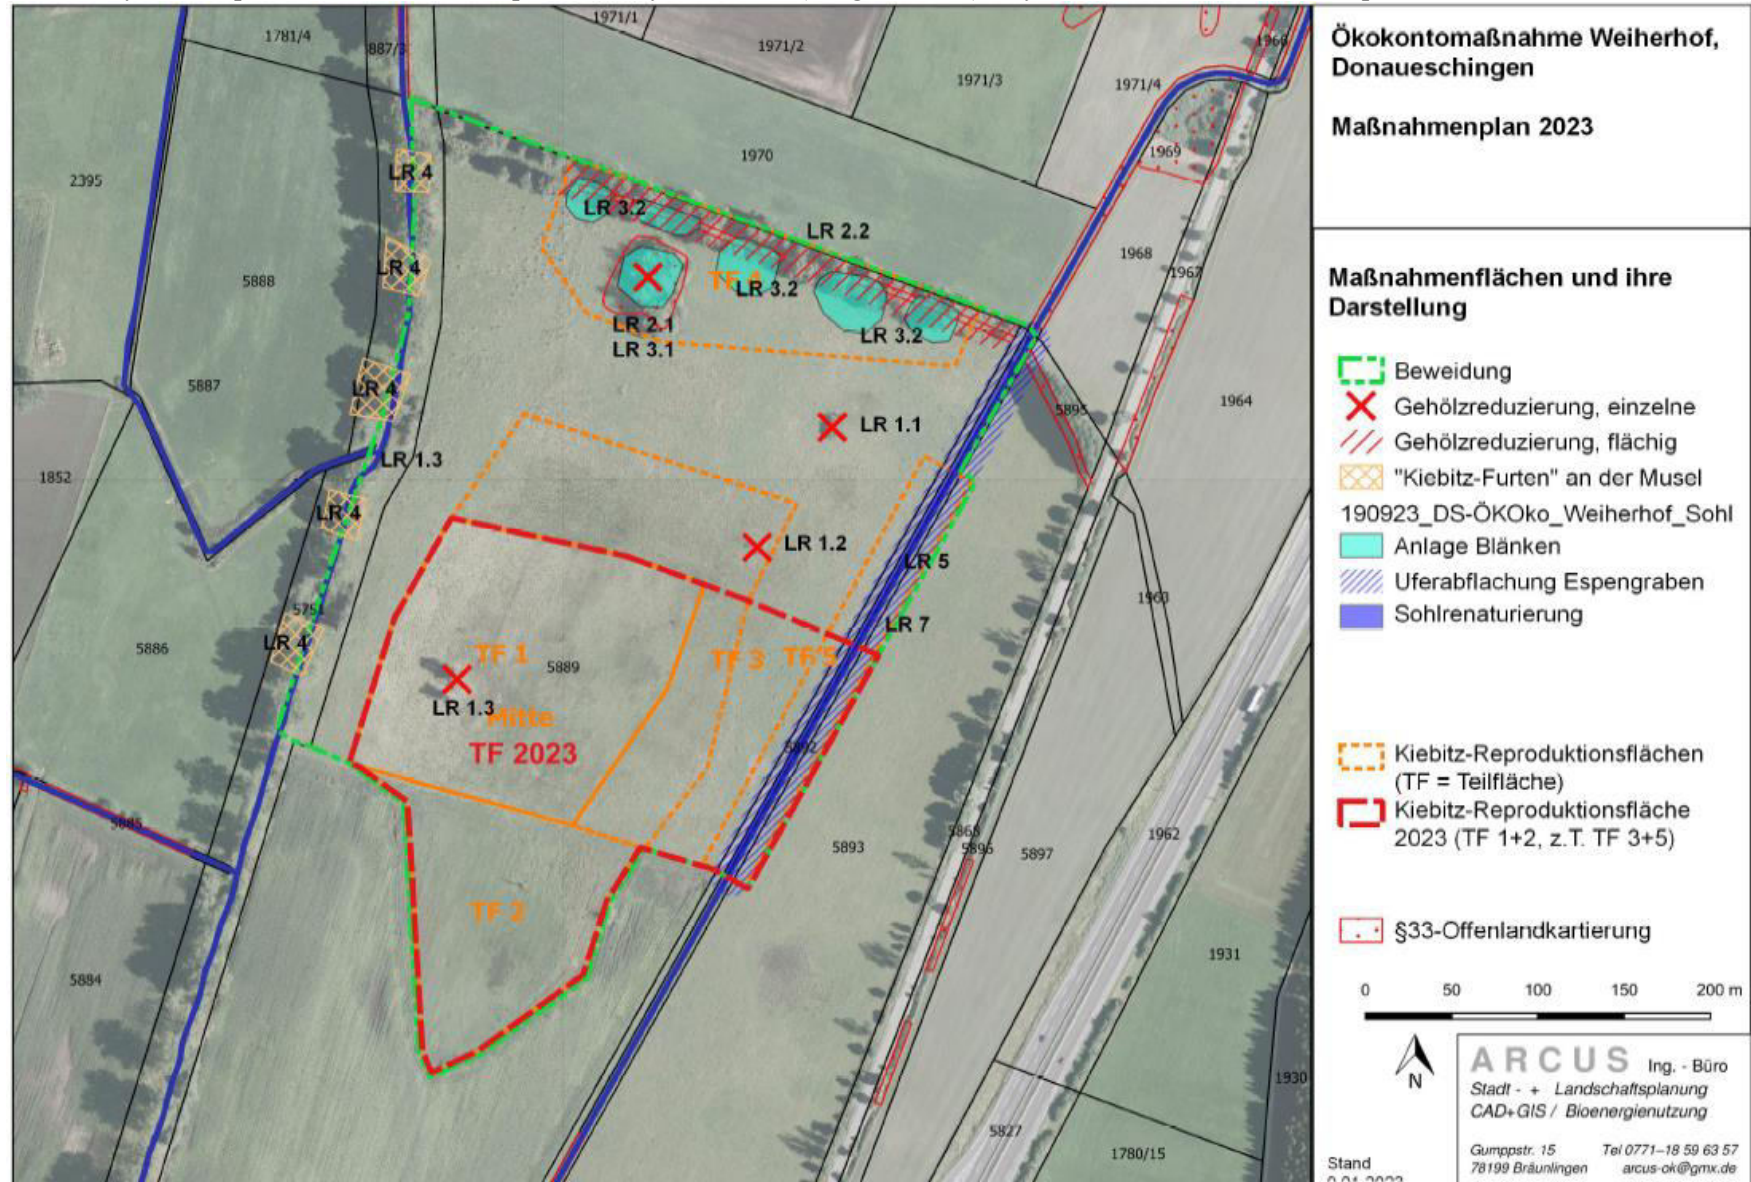 1971/1
1781/4
887/3
1971/2
1971/3
1971/4
1968
1970
1969
2395
LR 4
LR 3.2
LR 2.2
1968
1967
LR 4
5888
LR 3.2
LR 2.1
LR 3.1
LR 3.2
5887
LR 4
5895
1964
LR 1.1
LR 1.3
1852
LR 4
LR 1.2
LR 5
1963
5751
LR 4
LR 7
5886
TF 1
5889
TF 3
TF 5
LR 1.3
Mitte
TF 2023
5892
5885
5893
5868
5896
5897
1962
TF 2
1931
5884
1930
5827
1780/15
Ökokontomaßnahme Weiherhof,
Donaueschingen
Maßnahmenplan 2023
Maßnahmenflächen und ihre
Darstellung
Beweidung
Gehölzreduzierung, einzelne
Gehölzreduzierung, flächig
"Kiebitz-Furten" an der Musel
190923_DS-ÖKOko_Weiherhof_Sohl
Anlage Blänken
Uferabflachung Espengraben
Sohlrenaturierung
Kiebitz-Reproduktionsflächen
(TF = Teilfläche)
Kiebitz-Reproduktionsfläche
2023 (TF 1+2, z.T. TF 3+5)
§33-Offenlandkartierung
0 50 100 150 200 m
N
ARCUS Ing. - Büro
Stadt - + Landschaftsplanung
CAD+GIS / Bioenergienutzung
Gumppstr. 15 Tel 0771–18 59 63 57
78199 Bräunlingen arcus-ok@gmx.de
Stand